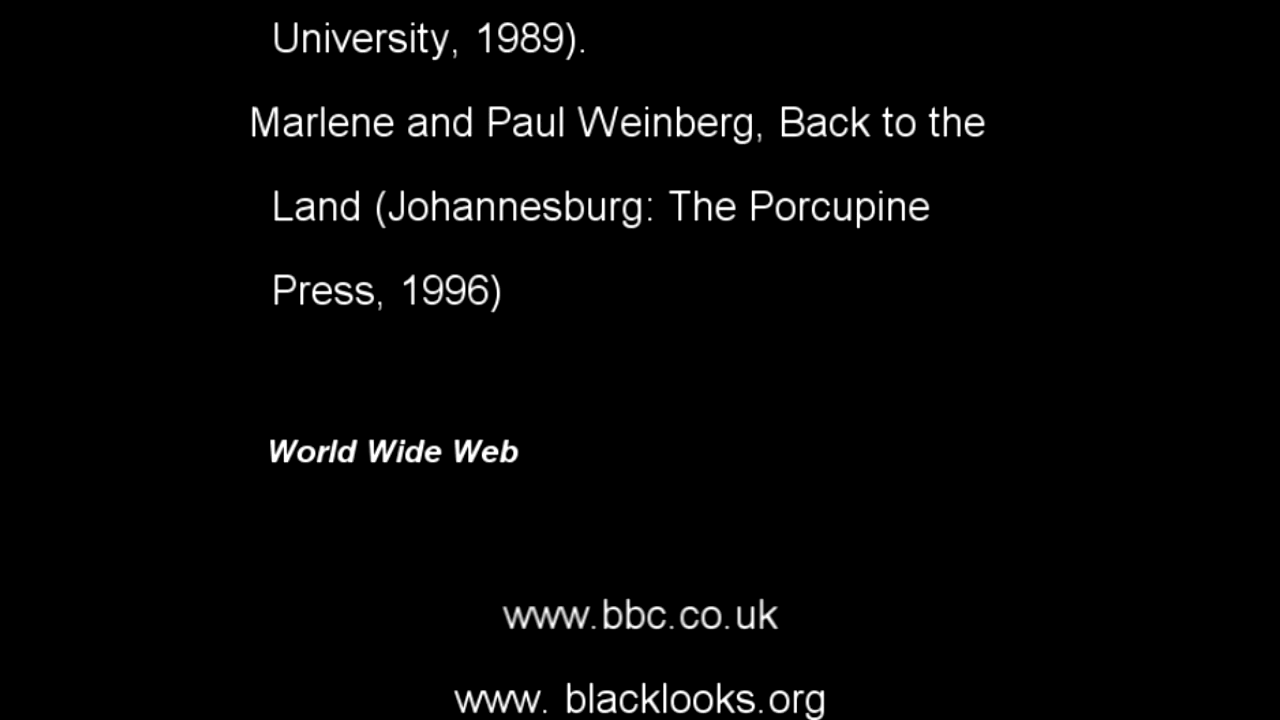 University, 1989).
Marlene and Paul Weinberg, Back to the
Land (Johannesburg: The Porcupine
Press, 1996)
World Wide Web
www.bbc.co.uk
www. blacklooks.org